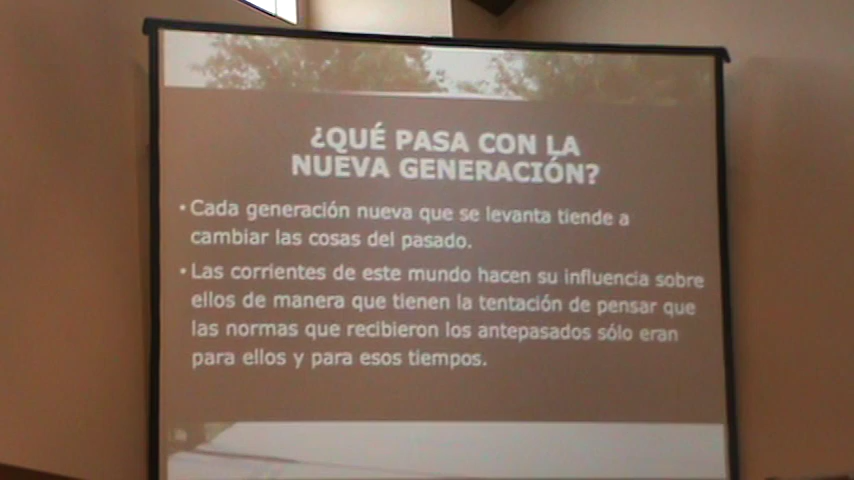 ¿QUÉ PASA CON LA
NUEVA GENERACIÓN?
• Cada generación nueva que se levanta tiende a
cambiar las cosas del pasado.
• Las corrientes de este mundo hacen su influencia sobre
ellos de manera que tienen la tentación de pensar que
las normas que recibieron los antepasados sólo eran
para ellos y para esos tiempos.